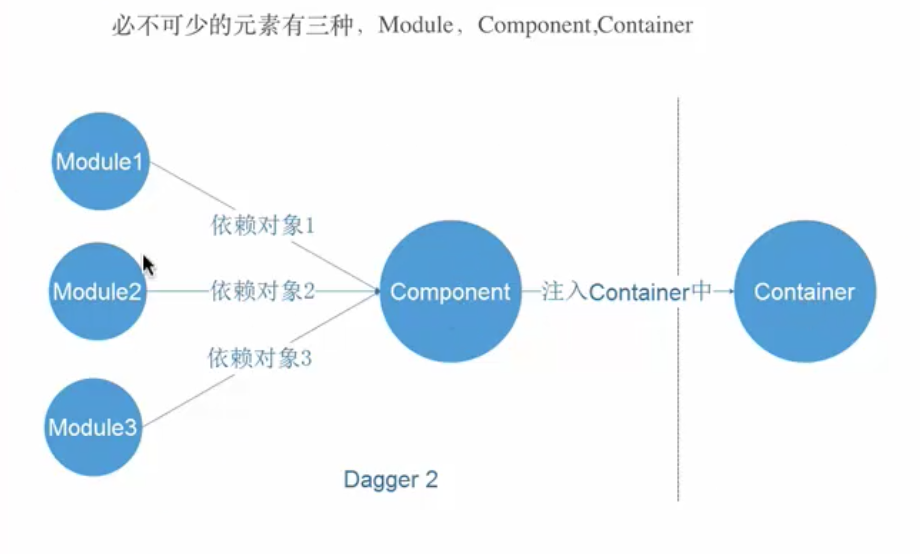 必不可少的元素有三种，Module，Component,Container
Module1
依赖对象1
Module2
依赖对象2
Component
注入Container中
Container
依赖对象3
Module3
Dagger 2